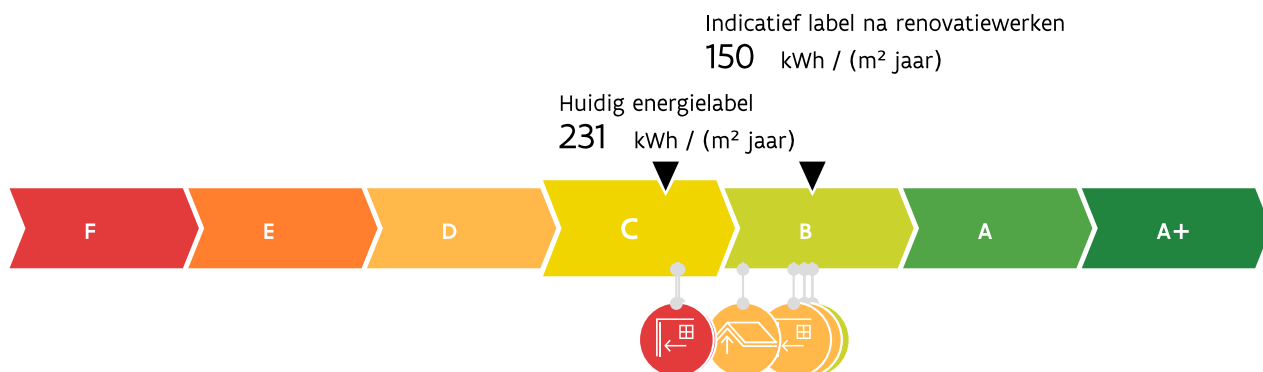 Indicatief label na renovatiewerken
150 kWh / (m² jaar)
Huidig energielabel
231 kWh / (m² jaar)
F E D C B A A+